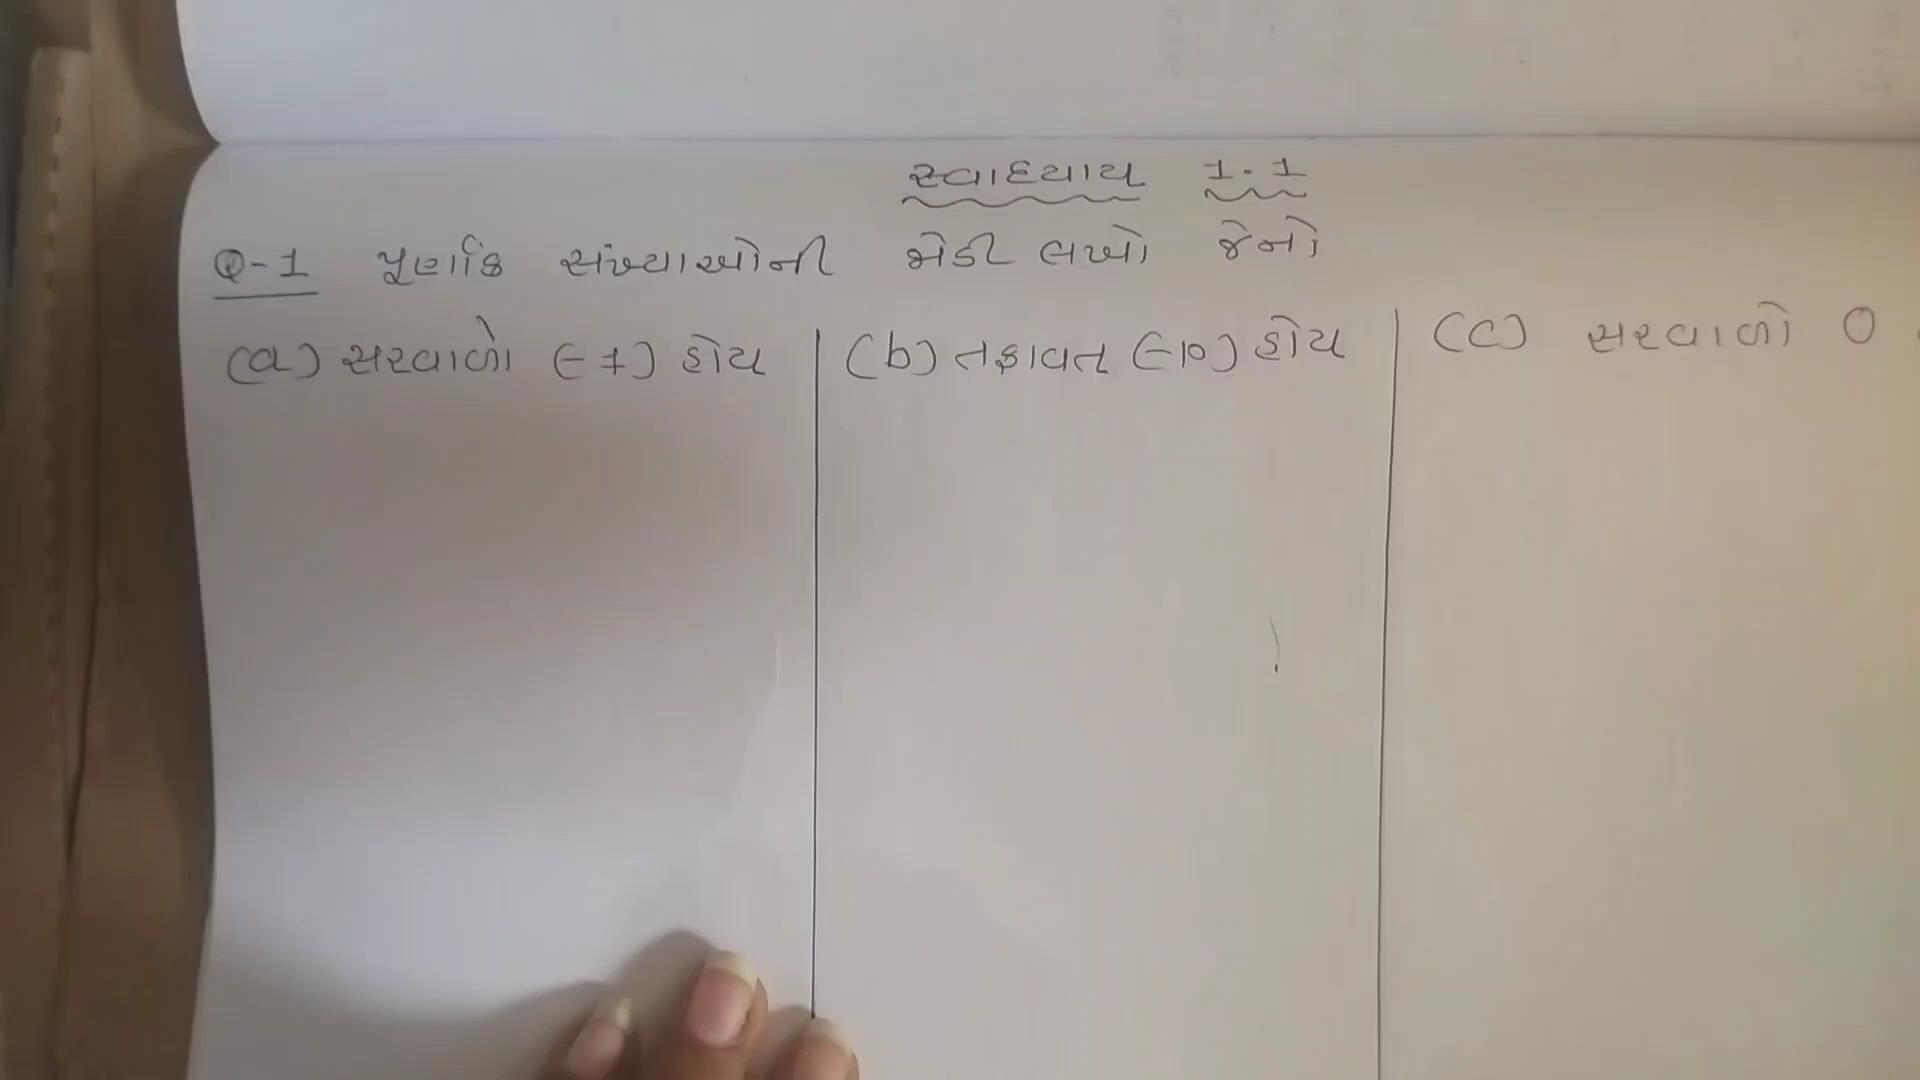 સ્વાધ્યાય 1.1
Q-1 પૂર્ણાંક સંખ્યાઓની જોડી લખો જેનો
(a) સરવાળો (-7) હોય
(b) તફાવત (-10) હોય
(c) સરવાળો 0